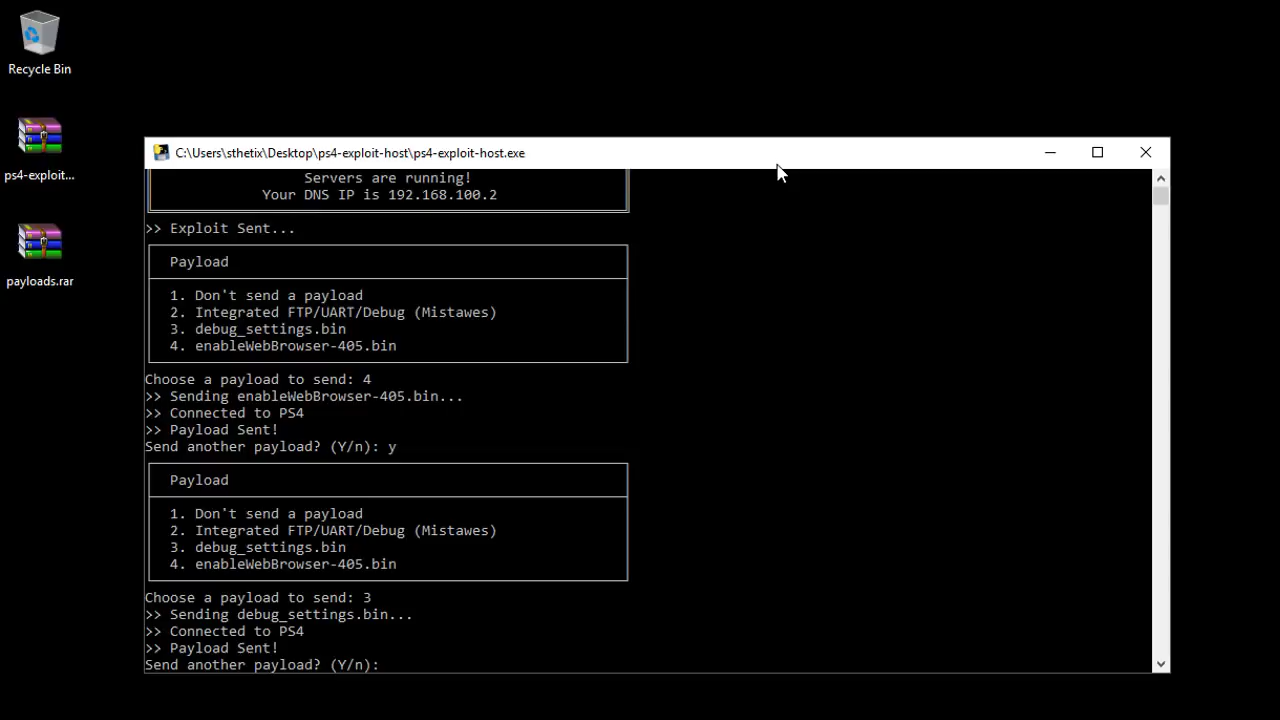 Recycle Bin
ps4-exploit...
payloads.rar
C:\Users\sthetix\Desktop\ps4-exploit-host\ps4-exploit-host.exe
Servers are running!
Your DNS IP is 192.168.100.2
>> Exploit Sent...
Payload
1. Don't send a payload
2. Integrated FTP/UART/Debug (Mistawes)
3. debug_settings.bin
4. enableWebBrowser-405.bin
Choose a payload to send: 4
>> Sending enableWebBrowser-405.bin...
>> Connected to PS4
>> Payload Sent!
Send another payload? (Y/n): y
Payload
1. Don't send a payload
2. Integrated FTP/UART/Debug (Mistawes)
3. debug_settings.bin
4. enableWebBrowser-405.bin
Choose a payload to send: 3
>> Sending debug_settings.bin...
>> Connected to PS4
>> Payload Sent!
Send another payload? (Y/n):